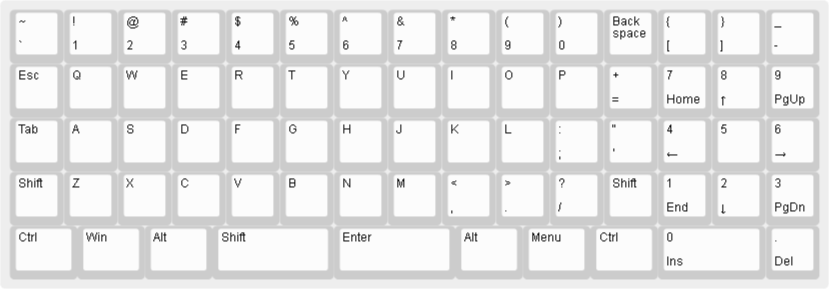 ~ ! @ # $ % ^ & * ( ) Back space { } _
` 1 2 3 4 5 6 7 8 9 0 [ ] -
Esc Q W E R T Y U I O P + 7 8 9
= Home ↑ PgUp
Tab A S D F G H J K L : " 4 5 6
; ' ← →
Shift Z X C V B N M < > ? Shift 1 2 3
, . / End ↓ PgDn
Ctrl Win Alt Shift Enter Alt Menu Ctrl 0 .
Ins Del